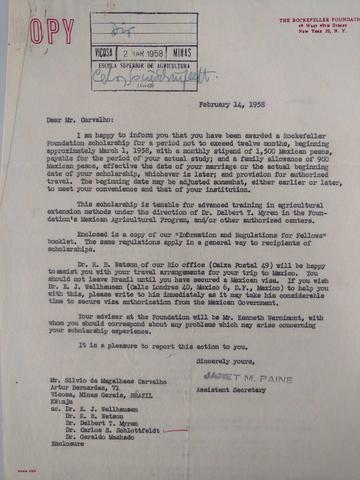 OPY
THE ROCKEFELLER FOUNDATION
49 West 49th Street
New York 20, N. Y.
VIÇOSA 2 MAR 1958 MINAS
ESCOLA SUPERIOR DE AGRICULTURA
February 14, 1958
Dear Mr. Carvalho:
I am happy to inform you that you have been awarded a Rockefeller
Foundation scholarship for a period not to exceed twelve months, beginning
approximately March 1, 1958, with a monthly stipend of 1,500 Mexican pesos,
payable for the period of your actual study; and a family allowance of 900
Mexican pesos, effective the date of your marriage or the actual beginning
date of your scholarship, whichever is later; and provision for authorized
travel. The beginning date may be adjusted somewhat, either earlier or later,
to meet your convenience and that of your institution.
This scholarship is tenable for advanced training in agricultural
extension methods under the direction of Dr. Delbert T. Myren in the Foun-
dation's Mexican Agricultural Program, and/or other authorized centers.
Enclosed is a copy of our "Information and Regulations for Fellows"
booklet. The same regulations apply in a general way to recipients of
scholarships.
Dr. R. B. Watson of our Rio office (Caixa Postal 49) will be happy
to assist you with your travel arrangements for your trip to Mexico. You
should not leave Brazil until you have secured a Mexican visa. If you wish
Dr. E. J. Wellhausen (Calle Londres 40, Mexico 6, D.F., Mexico) to help you
with this, please write to him immediately as it may take him considerable
time to secure visa authorization from the Mexican Government.
Your adviser at the Foundation will be Mr. Kenneth Wernimont, with
whom you should correspond about any problems which may arise concerning
your scholarship experience.
It is a pleasure to report this action to you.
Sincerely yours,
JANET M. PAINE
Assistant Secretary
Mr. Silvio de Magalhaes Carvalho
Artur Bernardes, 71
Vicosa, Minas Gerais, BRAZIL
KW:mjm
cc. Dr. E. J. Wellhausen
Dr. R. B. Watson
Dr. Delbert T. Myren
Dr. Carlos S. Schlottfeldt
Dr. Geraldo Machado
Enclosure